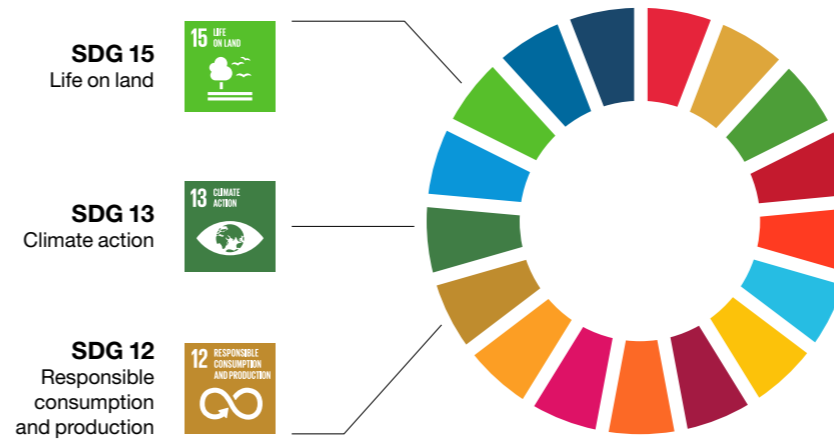 SDG 15
Life on land
15 LIFE
ON LAND
SDG 13
Climate action
13 CLIMATE
ACTION
SDG 12
Responsible
consumption
and production
12 RESPONSIBLE
CONSUMPTION
AND PRODUCTION